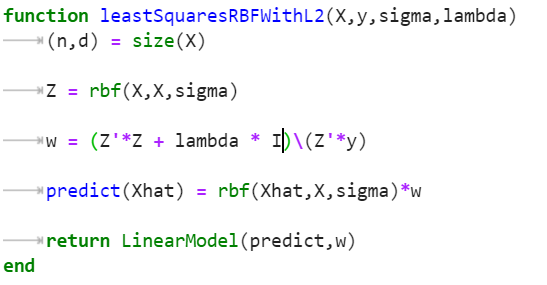 function leastSquaresRBFWithL2(X,y,sigma,lambda)
(n,d) = size(X)
Z = rbf(X,X,sigma)
w = (Z'*Z + lambda * I)\(Z'*y)
predict(Xhat) = rbf(Xhat,X,sigma)*w
return LinearModel(predict,w)
end